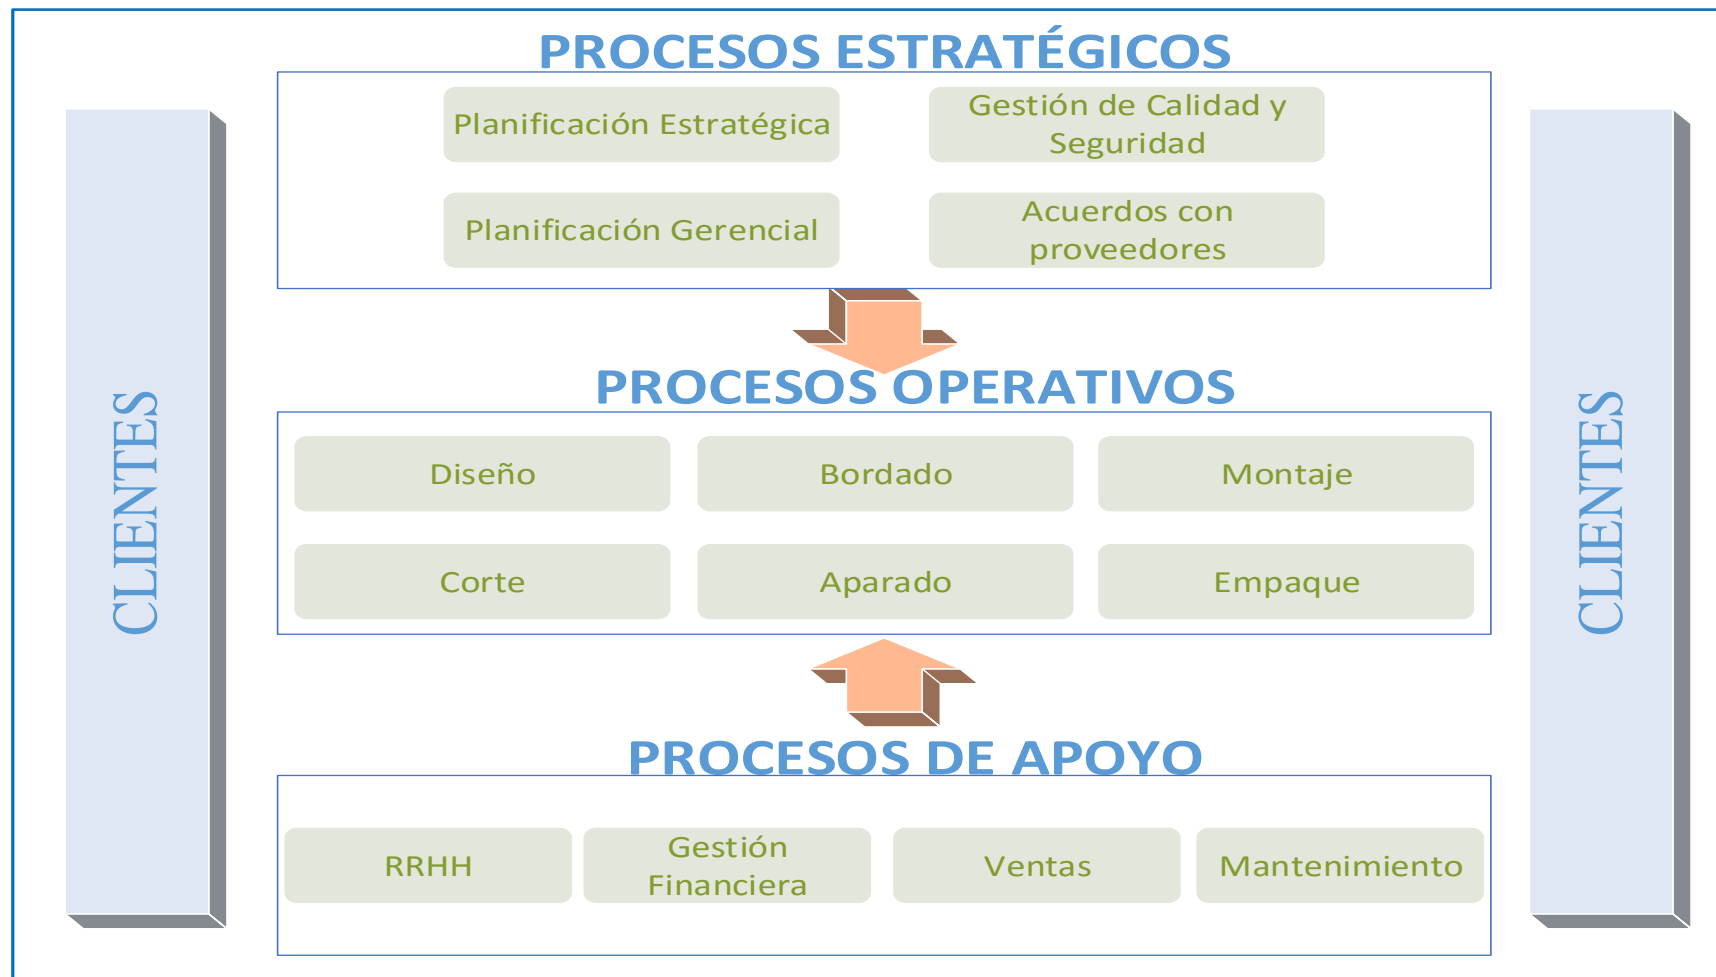 PROCESOS ESTRATÉGICOS
Planificación Estratégica
Gestión de Calidad y
Seguridad
Planificación Gerencial
Acuerdos con
proveedores
CLIENTES
PROCESOS OPERATIVOS
Diseño
Bordado
Montaje
Corte
Aparado
Empaque
CLIENTES
PROCESOS DE APOYO
RRHH
Gestión
Financiera
Ventas
Mantenimiento